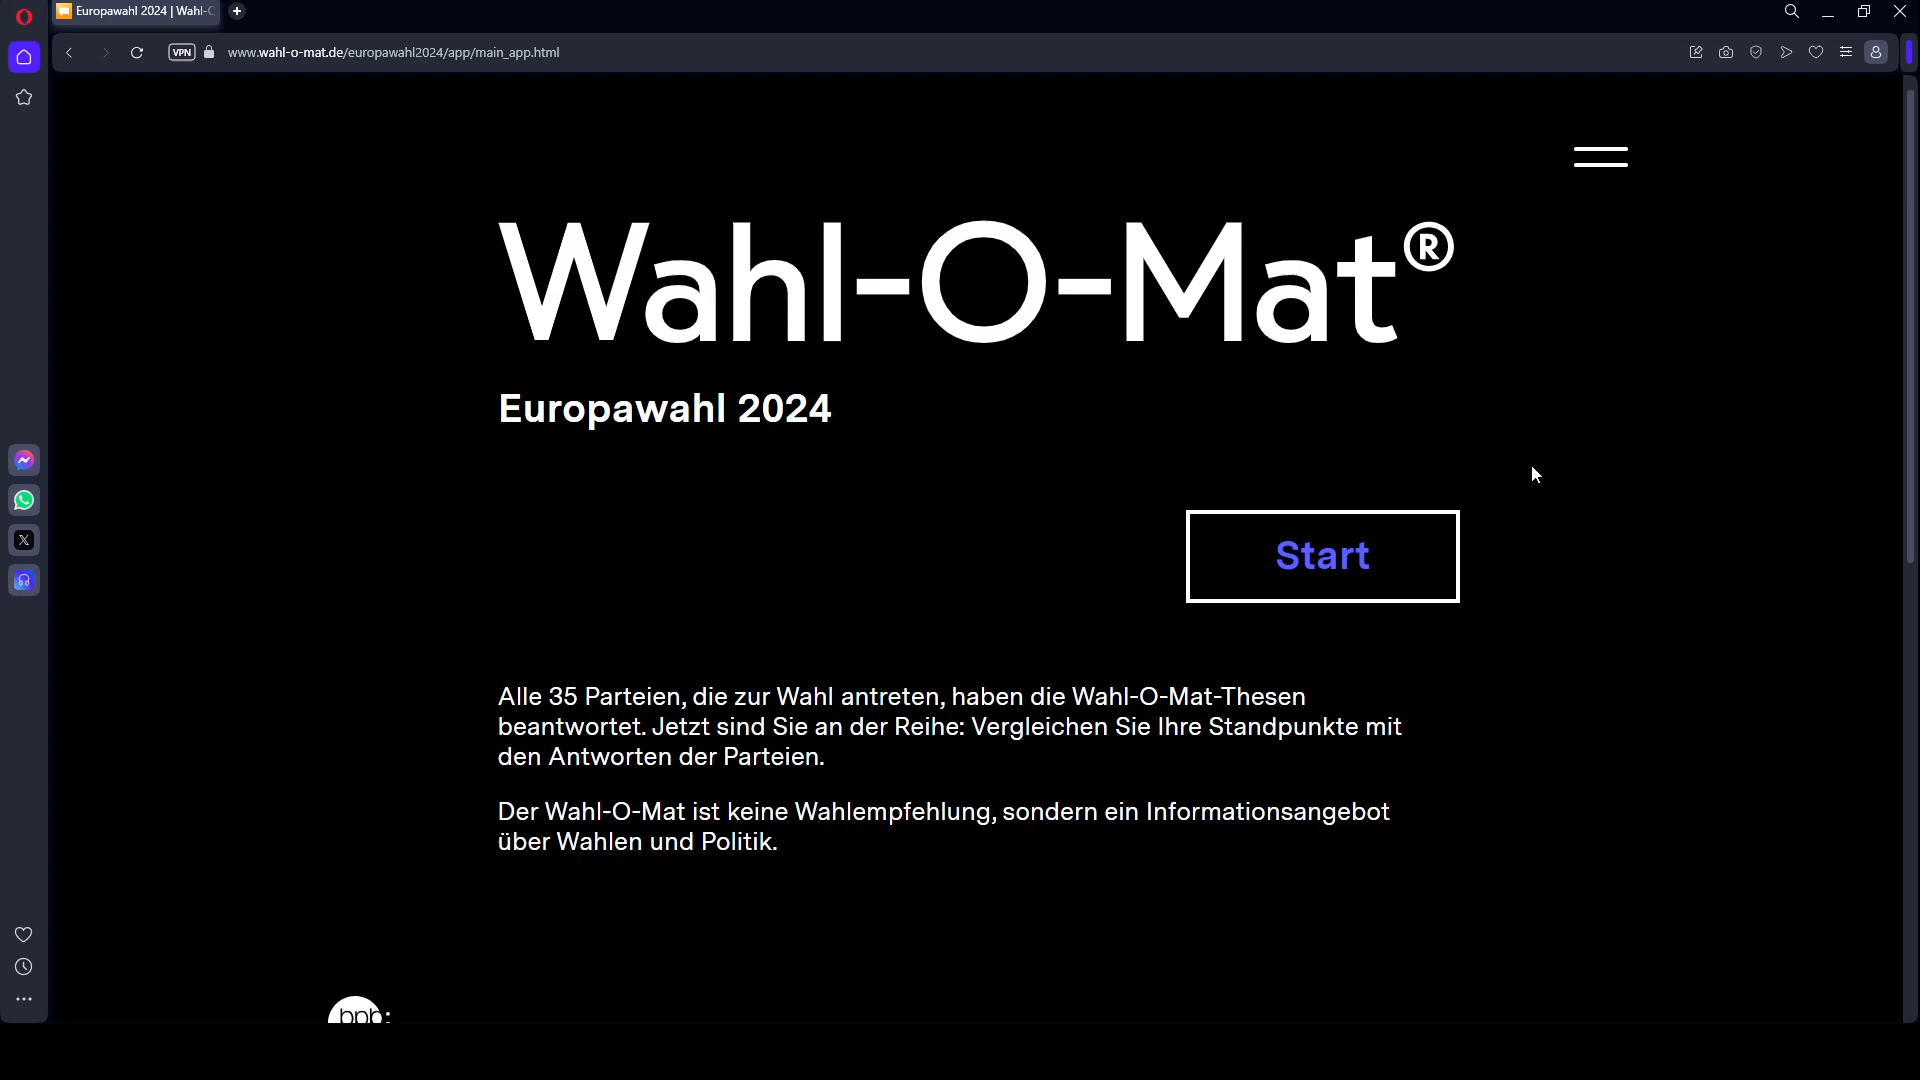 Europawahl 2024 | Wahl-
VPN
www.wahl-o-mat.de/europawahl2024/app/main_app.html
Wahl-O-Mat®
Europawahl 2024
Start
Alle 35 Parteien, die zur Wahl antreten, haben die Wahl-O-Mat-Thesen
beantwortet. Jetzt sind Sie an der Reihe: Vergleichen Sie Ihre Standpunkte mit
den Antworten der Parteien.
Der Wahl-O-Mat ist keine Wahlempfehlung, sondern ein Informationsangebot
über Wahlen und Politik.
bpb: